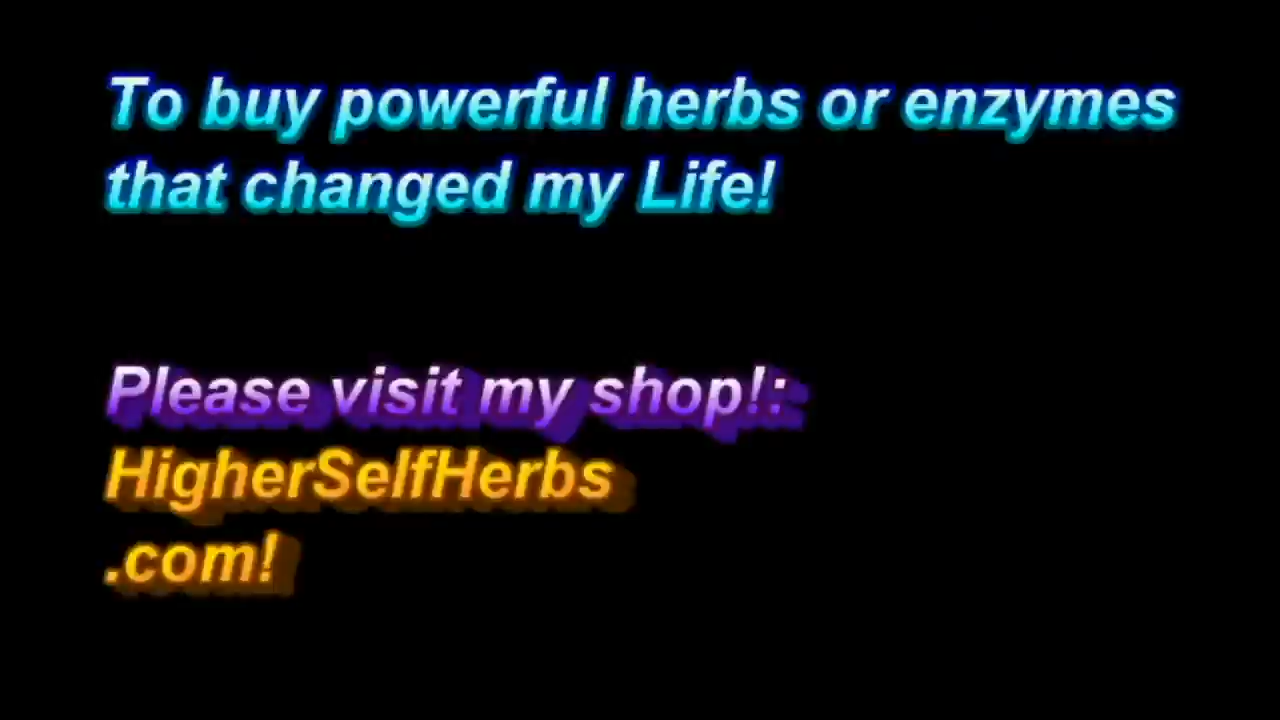 To buy powerful herbs or enzymes
that changed my Life!
Please visit my shop!:
HigherSelfHerbs
.com!